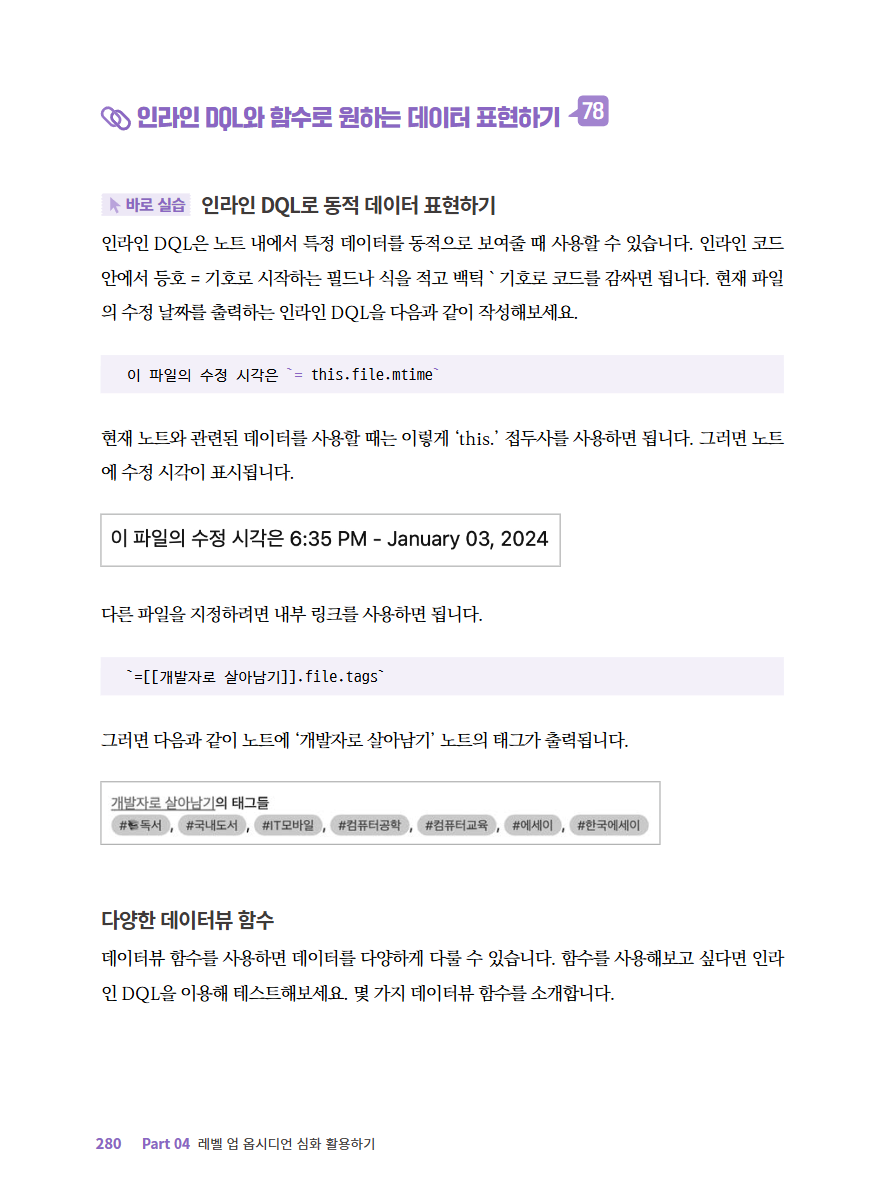 인라인 DQL와 함수로 원하는 데이터 표현하기 78
바로 실습 인라인 DQL로 동적 데이터 표현하기
인라인 DQL은 노트 내에서 특정 데이터를 동적으로 보여줄 때 사용할 수 있습니다. 인라인 코드
안에서 등호 = 기호로 시작하는 필드나 식을 적고 백틱 ` 기호로 코드를 감싸면 됩니다. 현재 파일
의 수정 날짜를 출력하는 인라인 DQL을 다음과 같이 작성해보세요.
이 파일의 수정 시각은 `= this.file.mtime`
현재 노트와 관련된 데이터를 사용할 때는 이렇게 ‘this.’ 접두사를 사용하면 됩니다. 그러면 노트
에 수정 시각이 표시됩니다.
이 파일의 수정 시각은 6:35 PM - January 03, 2024
다른 파일을 지정하려면 내부 링크를 사용하면 됩니다.
`=[[개발자로 살아남기]].file.tags`
그러면 다음과 같이 노트에 ‘개발자로 살아남기’ 노트의 태그가 출력됩니다.
개발자로 살아남기의 태그들
#독서, #국내도서, #IT모바일, #컴퓨터공학, #컴퓨터교육, #에세이, #한국에세이
다양한 데이터뷰 함수
데이터뷰 함수를 사용하면 데이터를 다양하게 다룰 수 있습니다. 함수를 사용해보고 싶다면 인라
인 DQL을 이용해 테스트해보세요. 몇 가지 데이터뷰 함수를 소개합니다.
280 Part 04 레벨 업 옵시디언 심화 활용하기